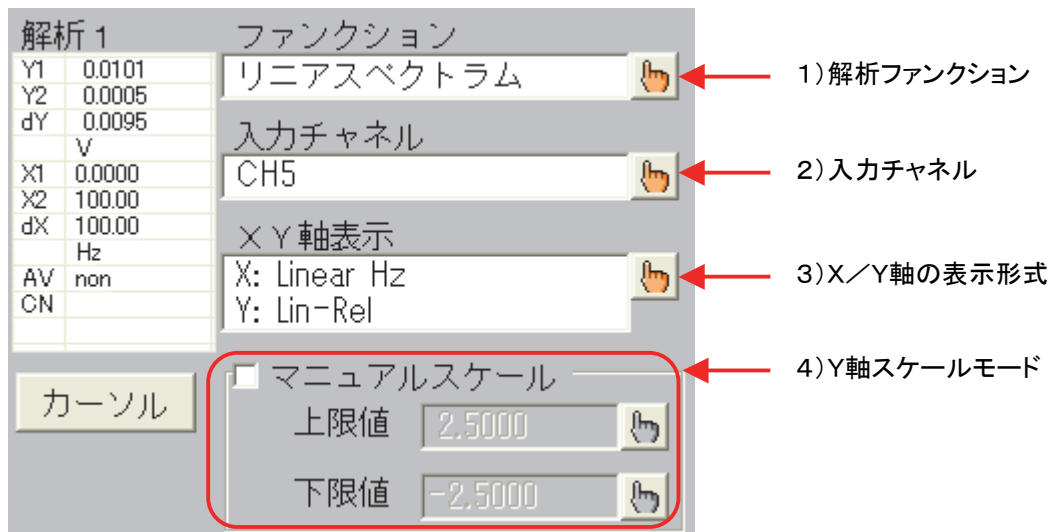 解析 1
Y1 0.0101
Y2 0.0005
dY 0.0095
V
X1 0.0000
X2 100.00
dX 100.00
Hz
AV non
CN
カーソル
ファンクション
リニアスペクトラム
入力チャネル
CH5
XY軸表示
X: Linear Hz
Y: Lin-Rel
マニュアルスケール
上限値 2.5000
下限値 -2.5000
1)解析ファンクション
2)入力チャネル
3)X/Y軸の表示形式
4)Y軸スケールモード